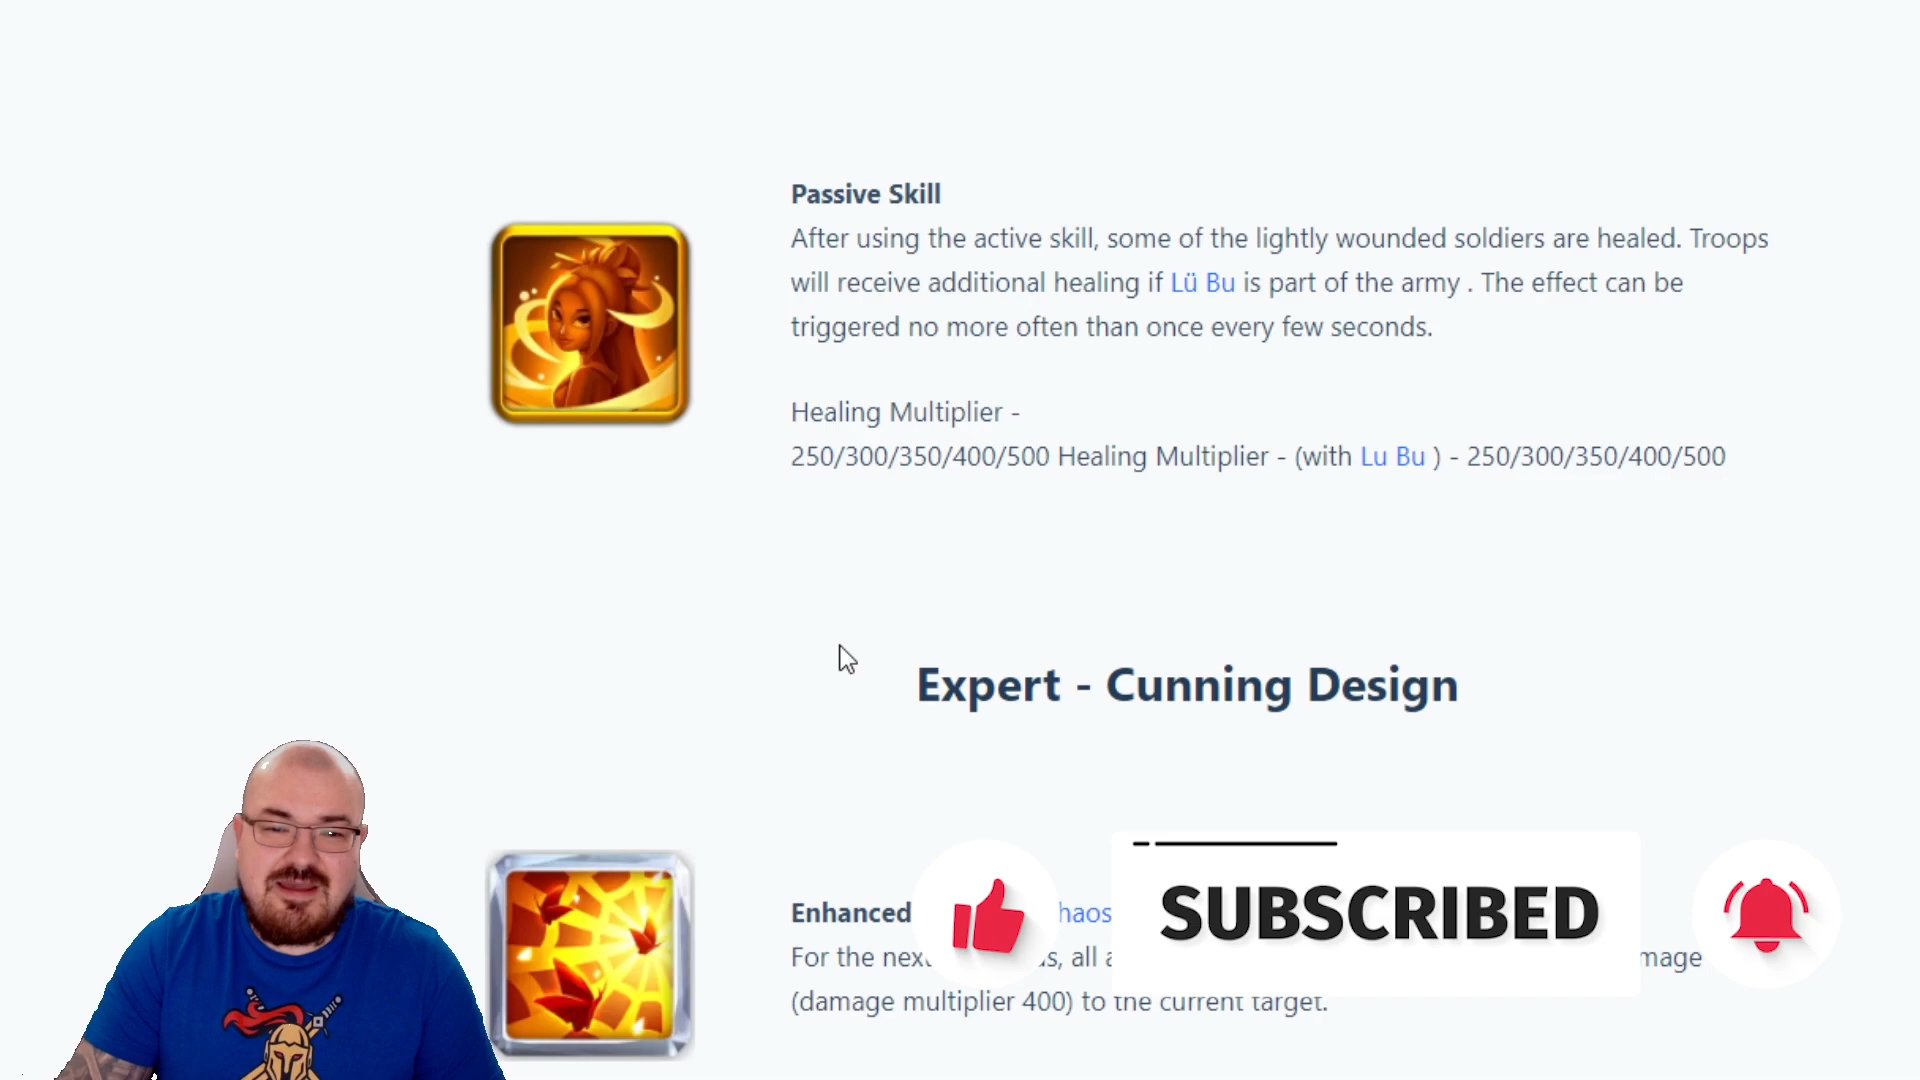 Passive Skill
After using the active skill, some of the lightly wounded soldiers are healed. Troops
will receive additional healing if Lü Bu is part of the army . The effect can be
triggered no more often than once every few seconds.
Healing Multiplier -
250/300/350/400/500 Healing Multiplier - (with Lu Bu ) - 250/300/350/400/500
Expert - Cunning Design
Enhanced
SUBSCRIBED
For the all
(damage multiplier 400) to the current target.